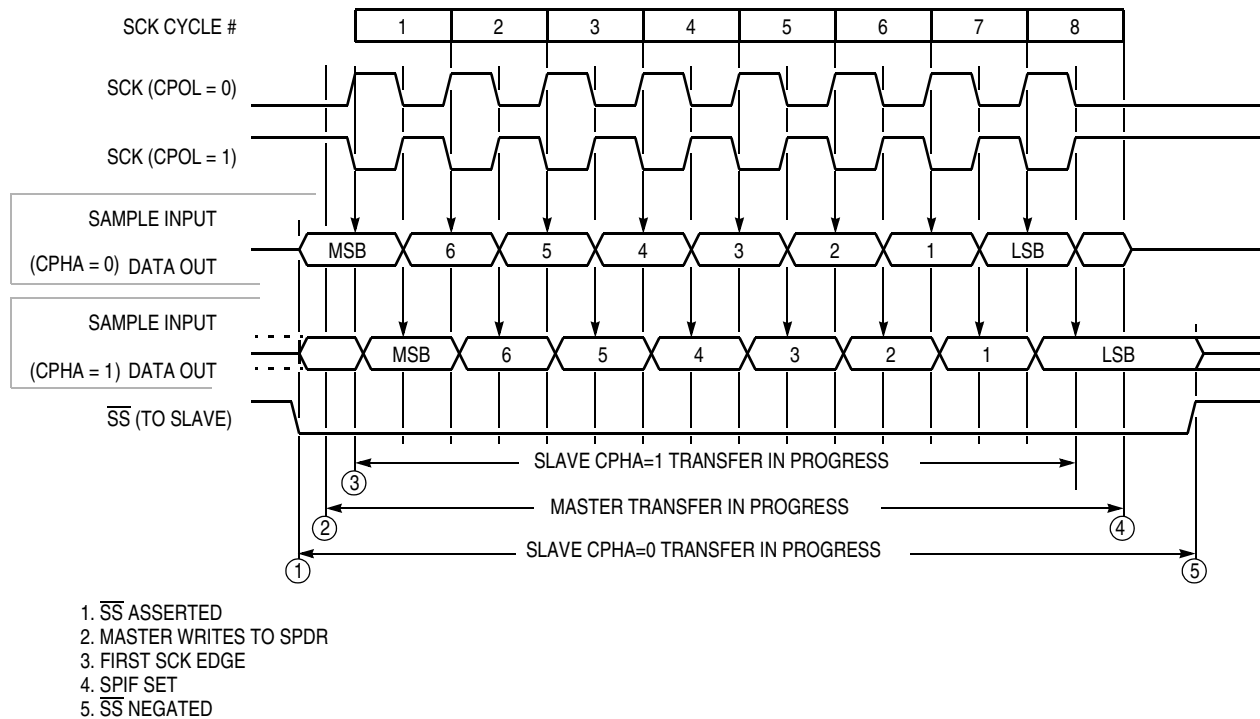 SCK CYCLE # 1 2 3 4 5 6 7 8
SCK (CPOL = 0)
SCK (CPOL = 1)
SAMPLE INPUT
(CPHA = 0) DATA OUT MSB 6 5 4 3 2 1 LSB
SAMPLE INPUT
(CPHA = 1) DATA OUT MSB 6 5 4 3 2 1 LSB
SS (TO SLAVE)
SLAVE CPHA=1 TRANSFER IN PROGRESS
3
MASTER TRANSFER IN PROGRESS
2 4
SLAVE CPHA=0 TRANSFER IN PROGRESS
1 5
1. SS ASSERTED
2. MASTER WRITES TO SPDR
3. FIRST SCK EDGE
4. SPIF SET
5. SS NEGATED